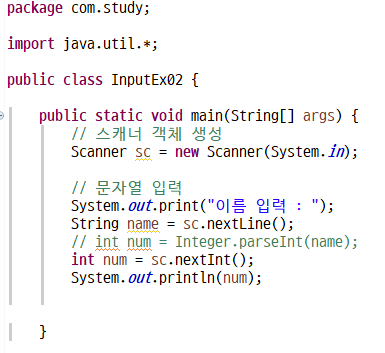 package com.study;
import java.util.*;
public class InputEx02 {
public static void main(String[] args) {
// 스캐너 객체 생성
Scanner sc = new Scanner(System.in);
// 문자열 입력
System.out.print("이름 입력 : ");
String name = sc.nextLine();
// int num = Integer.parseInt(name);
int num = sc.nextInt();
System.out.println(num);
}